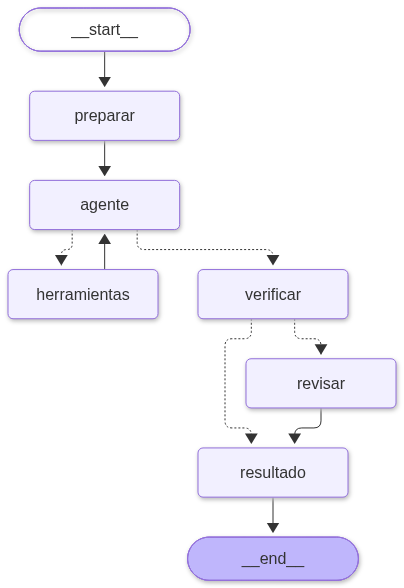 __start__
preparar
agente
herramientas
verificar
revisar
resultado
__end__